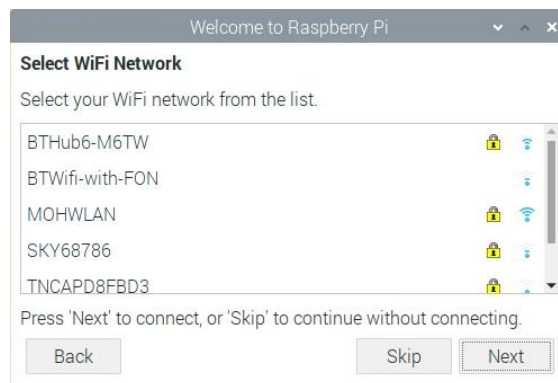 Welcome to Raspberry Pi
Select WiFi Network
Select your WiFi network from the list.
BTHub6-M6TW
BTWifi-with-FON
MOHWLAN
SKY68786
TNCAPD8FBD3
Press 'Next' to connect, or 'Skip' to continue without connecting.
Back Skip Next